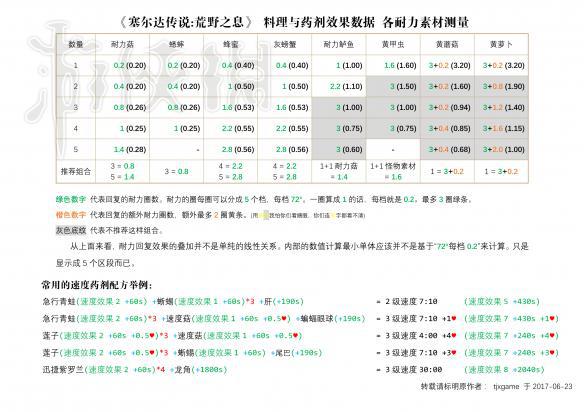 《塞尔达传说:荒野之息》 料理与药剂效果数据 各耐力素材测量
数量 耐力菇 蟋蟀 蜂蜜 灰螃蟹 耐力鲈鱼 黄甲虫 黄蘑菇 黄萝卜
1 0.2 (0.20) 0.2 (0.20) 0.4 (0.40) 0.4 (0.40) 1 (1.00) 1.6 (1.60) 3+0.2 (3.20) 3+0.2 (3.20)
2 0.4 (0.20) 0.4 (0.20) 1 (0.50) 1 (0.50) 2.2 (1.10) 3 (1.50) 3+0.2 (1.60) 3+0.8 (1.90)
3 0.8 (0.26) 0.8 (0.26) 1.6 (0.53) 1.6 (0.53) 3 (1.00) 3 (1.00) 3+0.2 (0.94) 3+1.2 (1.40)
4 1 (0.25) 1 (0.25) 2.2 (0.55) 2.2 (0.55) 3 (0.75) 3 (0.75) 3+0.4 (0.85) 3+1.6 (1.15)
5 1.4 (0.28) - 2.8 (0.56) 2.8 (0.56) 3 (0.60) - 3+0.4 (0.68) 3+2.0 (1.00)
推荐组合 3 = 0.8 3 = 0.8 4 = 2.2 4 = 2.2 1+1 耐力菇 1+1 怪物素材 1 = 3+0.2 1 = 3+0.2
5 = 1.4 5 = 2.8 5 = 2.8 = 1.4 = 1.6
绿色数字 代表回复的耐力圈数。耐力的圈每圈可以分成 5 个档，每档 72°。一圈算成 1 的话，每档就是 0.2。最多 3 圈绿条。
橙色数字 代表回复的额外耐力圈数，额外最多 2 圈黄条。
灰色底纹 代表不推荐这样组合。
从上面来看，耐力回复效果的叠加并不是单纯的线性关系。内部的数值计算最小单体应该并不是基于"72°每档 0.2"来计算。只是
显示成 5 个区段而已。
常用的速度药剂配方举例:
急行青蛙(速度效果 2 +60s) +蜥蜴(速度效果 1 +60s)*3 +肝(+190s) = 2 级速度 7:10 (速度效果 5 +430s)
急行青蛙(速度效果 2 +60s)*3 +速度菇(速度效果 1 +60s +0.5♥) +蝙蝠眼球(+190s) = 3 级速度 7:10 +1♥ (速度效果 7 +430s +1♥)
莲子(速度效果 2 +60s +0.5♥)*3 +速度菇(速度效果 1 +60s +0.5♥) = 3 级速度 4:00 +4♥ (速度效果 7 +240s +4♥)
莲子(速度效果 2 +60s +0.5♥)*3 +蜥蜴(速度效果 1 +60s) +尾巴(+190s) = 3 级速度 7:10 +3♥ (速度效果 7 +240s +3♥)
迅捷紫罗兰(速度效果 2 +60s)*4 +龙角(+1800s) = 3 级速度 30:00 (速度效果 8 +2040s)
转载请标明原作者： tjxgame 于 2017-06-23